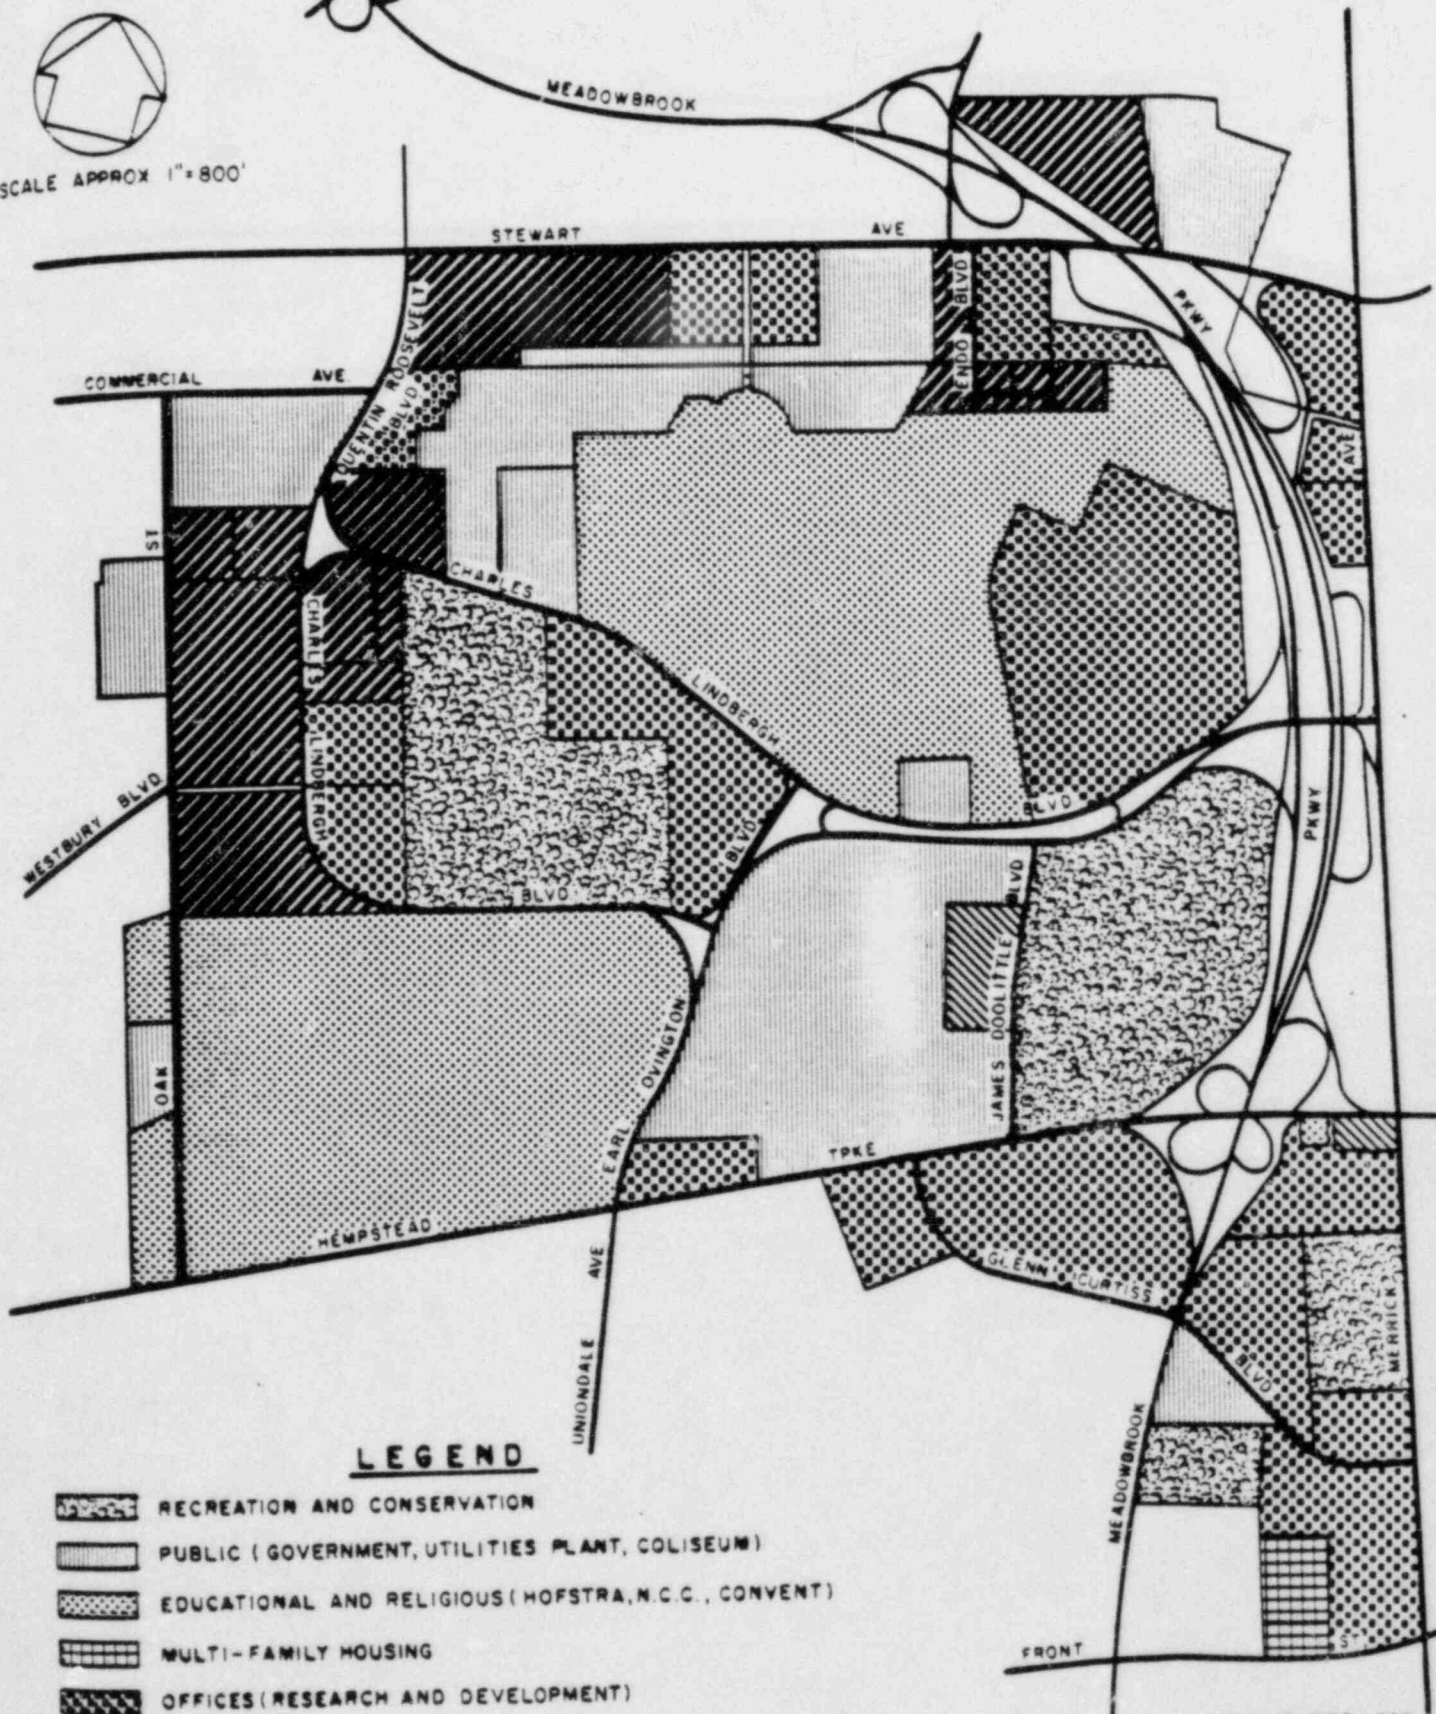 SCALE APPROX 1"=800'
MEADOWBROOK
STEWART AVE
ENDO BLVD
PKWY
QUENTIN ROOSEVELT
BLVD
COMMERCIAL AVE
AVE
ST
CHARLES
CHARLES
LINDBERGH
LINDBERGH
BLVD
WESTBURY BLVD
BLVD
BLVD
BLVD
PKWY
JAMES DOOLITTLE
OAK
EARL OVINGTON
TPKE
HEMPSTEAD
UNIONDALE AVE
GLENN CURTISS
BLVD
MERRICK
MEADOWBROOK
FRONT ST
LEGEND
RECREATION AND CONSERVATION
PUBLIC (GOVERNMENT, UTILITIES PLANT, COLISEUM)
EDUCATIONAL AND RELIGIOUS (HOFSTRA, N.C.C., CONVENT)
MULTI-FAMILY HOUSING
OFFICES (RESEARCH AND DEVELOPMENT)